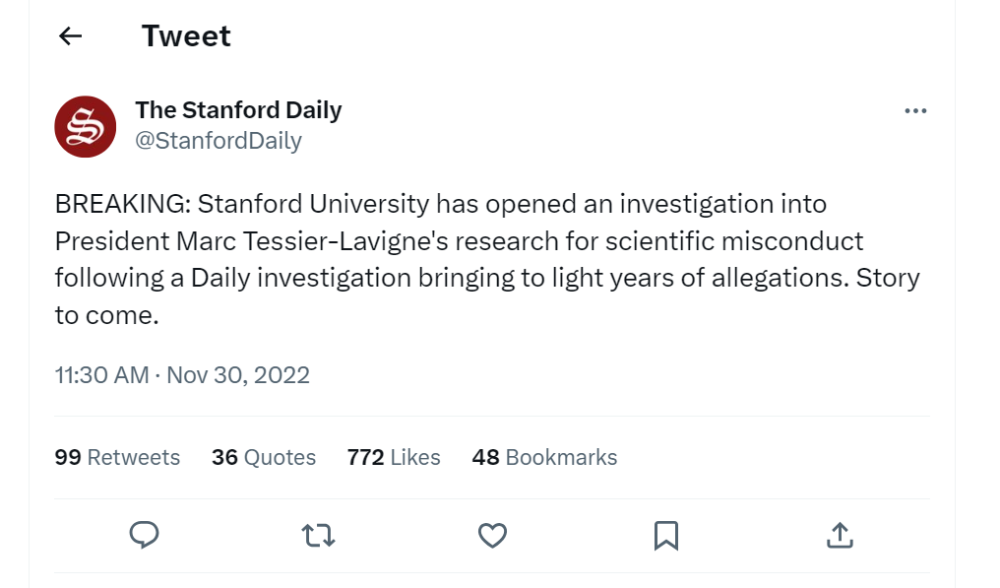 Tweet
The Stanford Daily
@StanfordDaily
BREAKING: Stanford University has opened an investigation into
President Marc Tessier-Lavigne's research for scientific misconduct
following a Daily investigation bringing to light years of allegations. Story
to come.
11:30 AM · Nov 30, 2022
99 Retweets 36 Quotes 772 Likes 48 Bookmarks